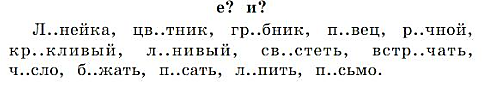 е? и?
Л..нейка, цв..тник, гр..бник, п..вец, р..чной,
кр..кливый, л..нивый, св..стеть, встр..чать,
ч..сло, б..жать, п..сать, л..пить, п..сьмо.